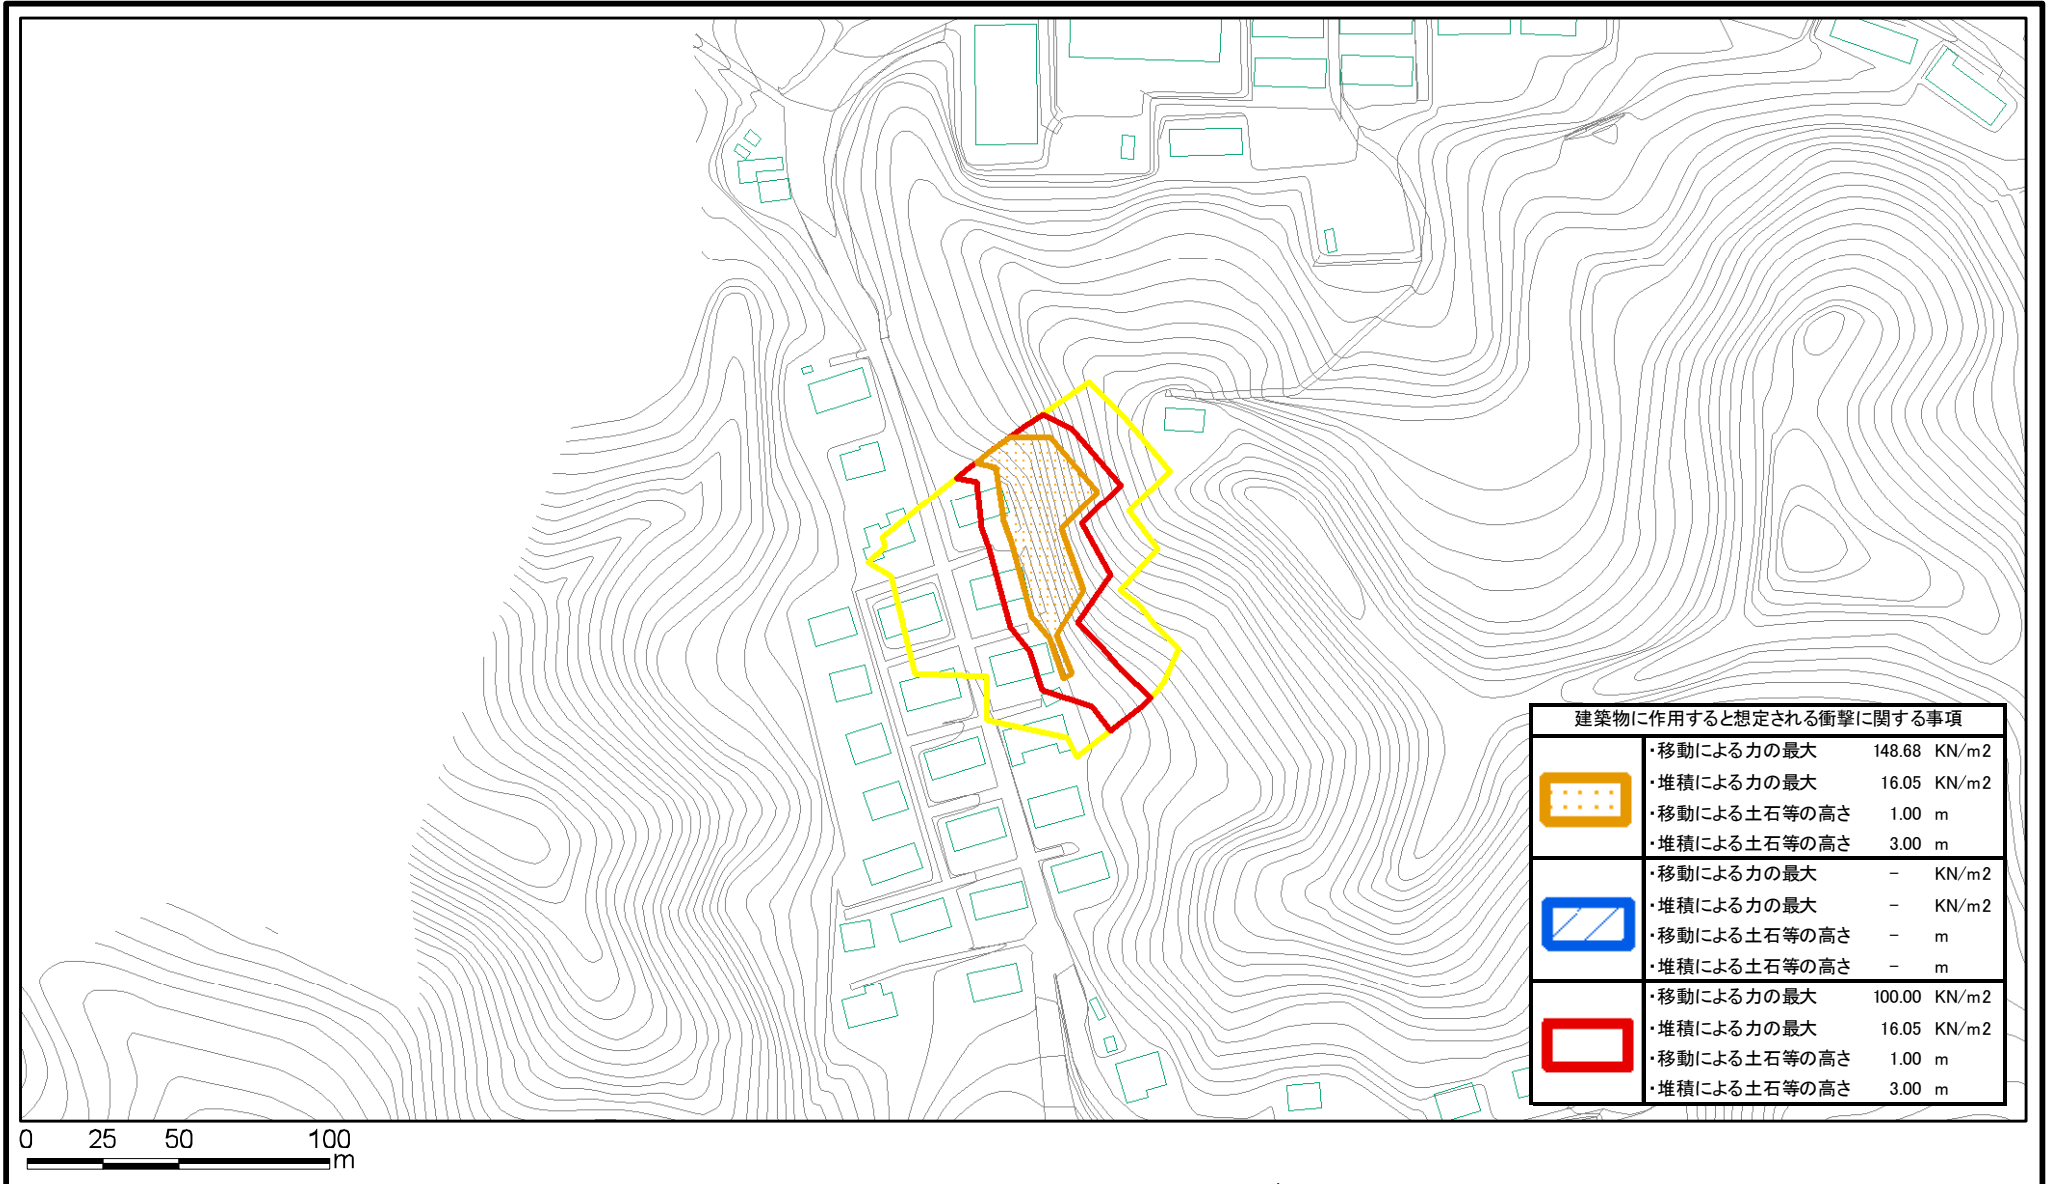 建築物に作用すると想定される衝撃に関する事項
・移動による力の最大 148.68 KN/m2
・堆積による力の最大 16.05 KN/m2
・移動による土石等の高さ 1.00 m
・堆積による土石等の高さ 3.00 m
・移動による力の最大 － KN/m2
・堆積による力の最大 － KN/m2
・移動による土石等の高さ － m
・堆積による土石等の高さ － m
・移動による力の最大 100.00 KN/m2
・堆積による力の最大 16.05 KN/m2
・移動による土石等の高さ 1.00 m
・堆積による土石等の高さ 3.00 m
0 25 50 100
m